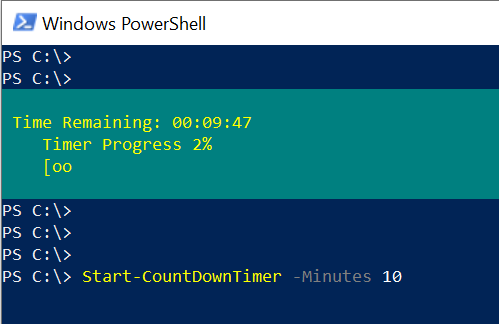 Windows PowerShell
PS C:\>
PS C:\>
Time Remaining: 00:09:47
Timer Progress 2%
[oo
PS C:\>
PS C:\>
PS C:\>
PS C:\> Start-CountDownTimer -Minutes 10